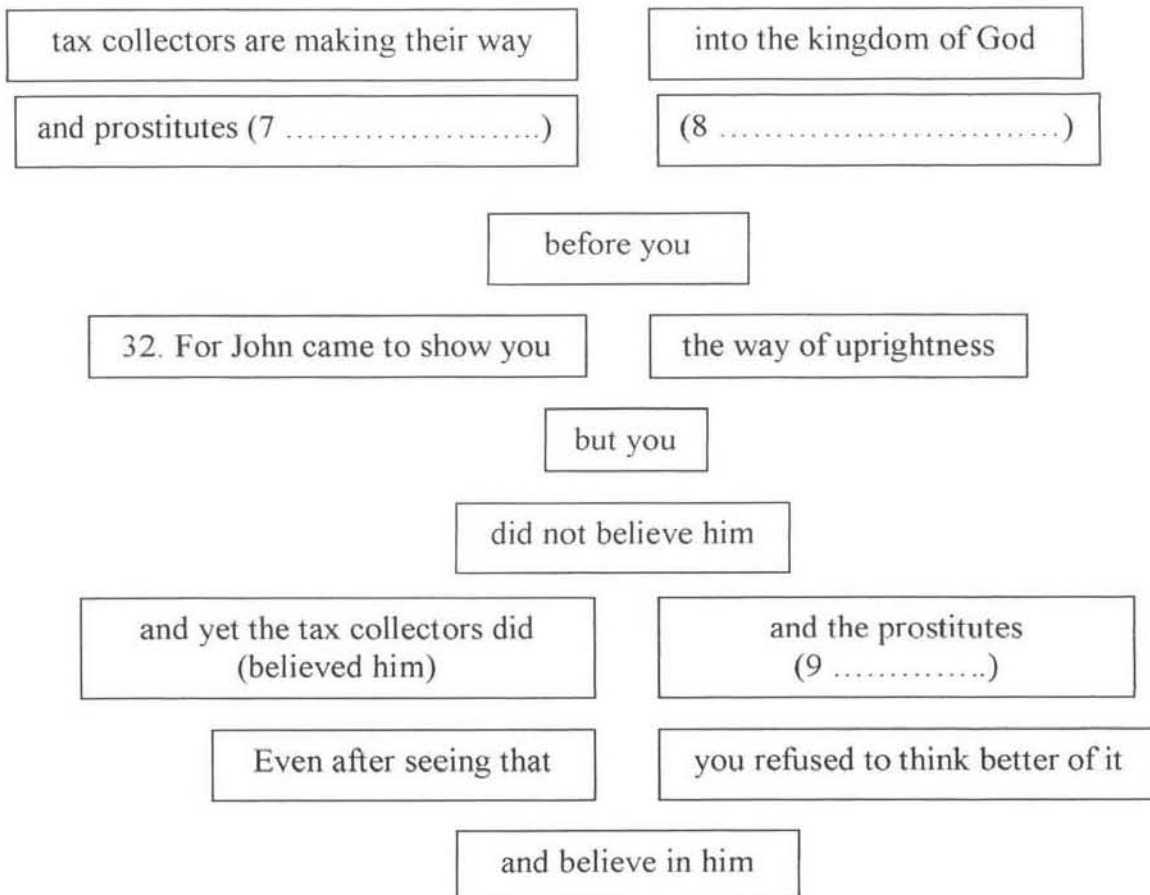 tax collectors are making their way
into the kingdom of God
and prostitutes (7 ........................)
(8 ................................)
before you
32. For John came to show you
the way of uprightness
but you
did not believe him
and yet the tax collectors did
(believed him)
and the prostitutes
(9 .............)
Even after seeing that
you refused to think better of it
and believe in him